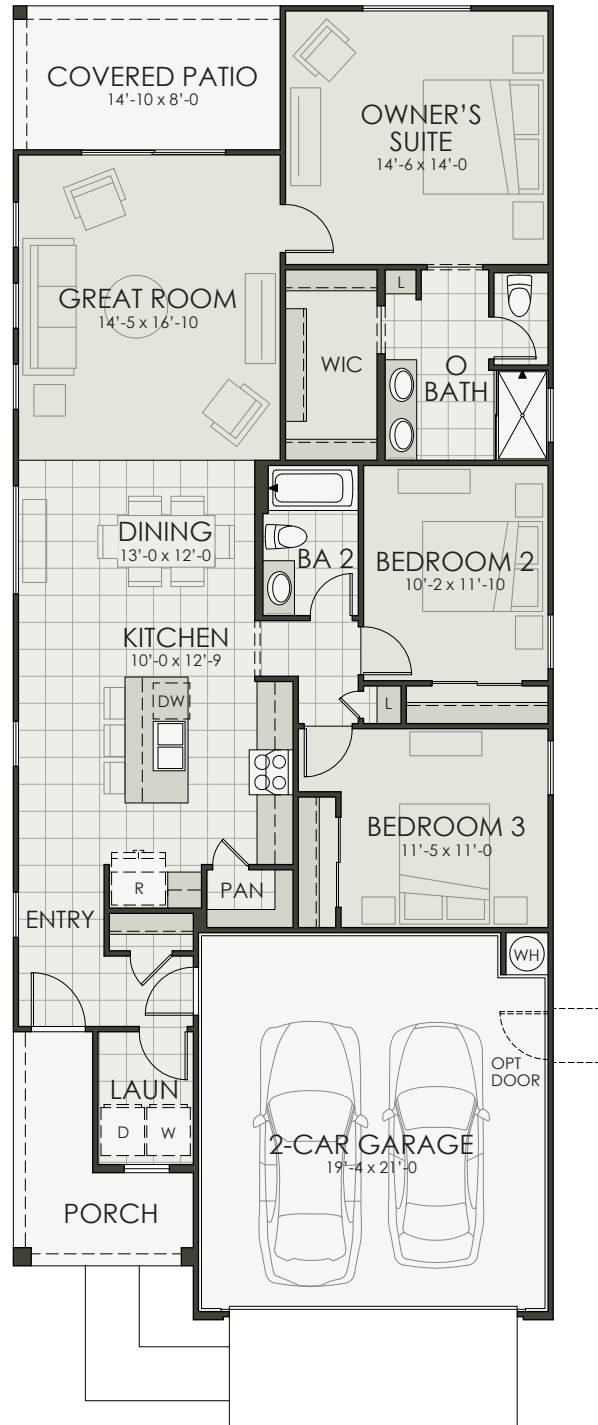 COVERED PATIO
14'-10 x 8'-0
OWNER'S
SUITE
14'-6 x 14'-0
GREAT ROOM
14'-5 x 16'-10
L
WIC
O
BATH
DINING
13'-0 x 12'-0
BA 2
BEDROOM 2
10'-2 x 11'-10
KITCHEN
10'-0 x 12'-9
DW
L
BEDROOM 3
11'-5 x 11'-0
R
PAN
ENTRY
WH
OPT
DOOR
LAUN
D
W
2-CAR GARAGE
19'-4 x 21'-0
PORCH